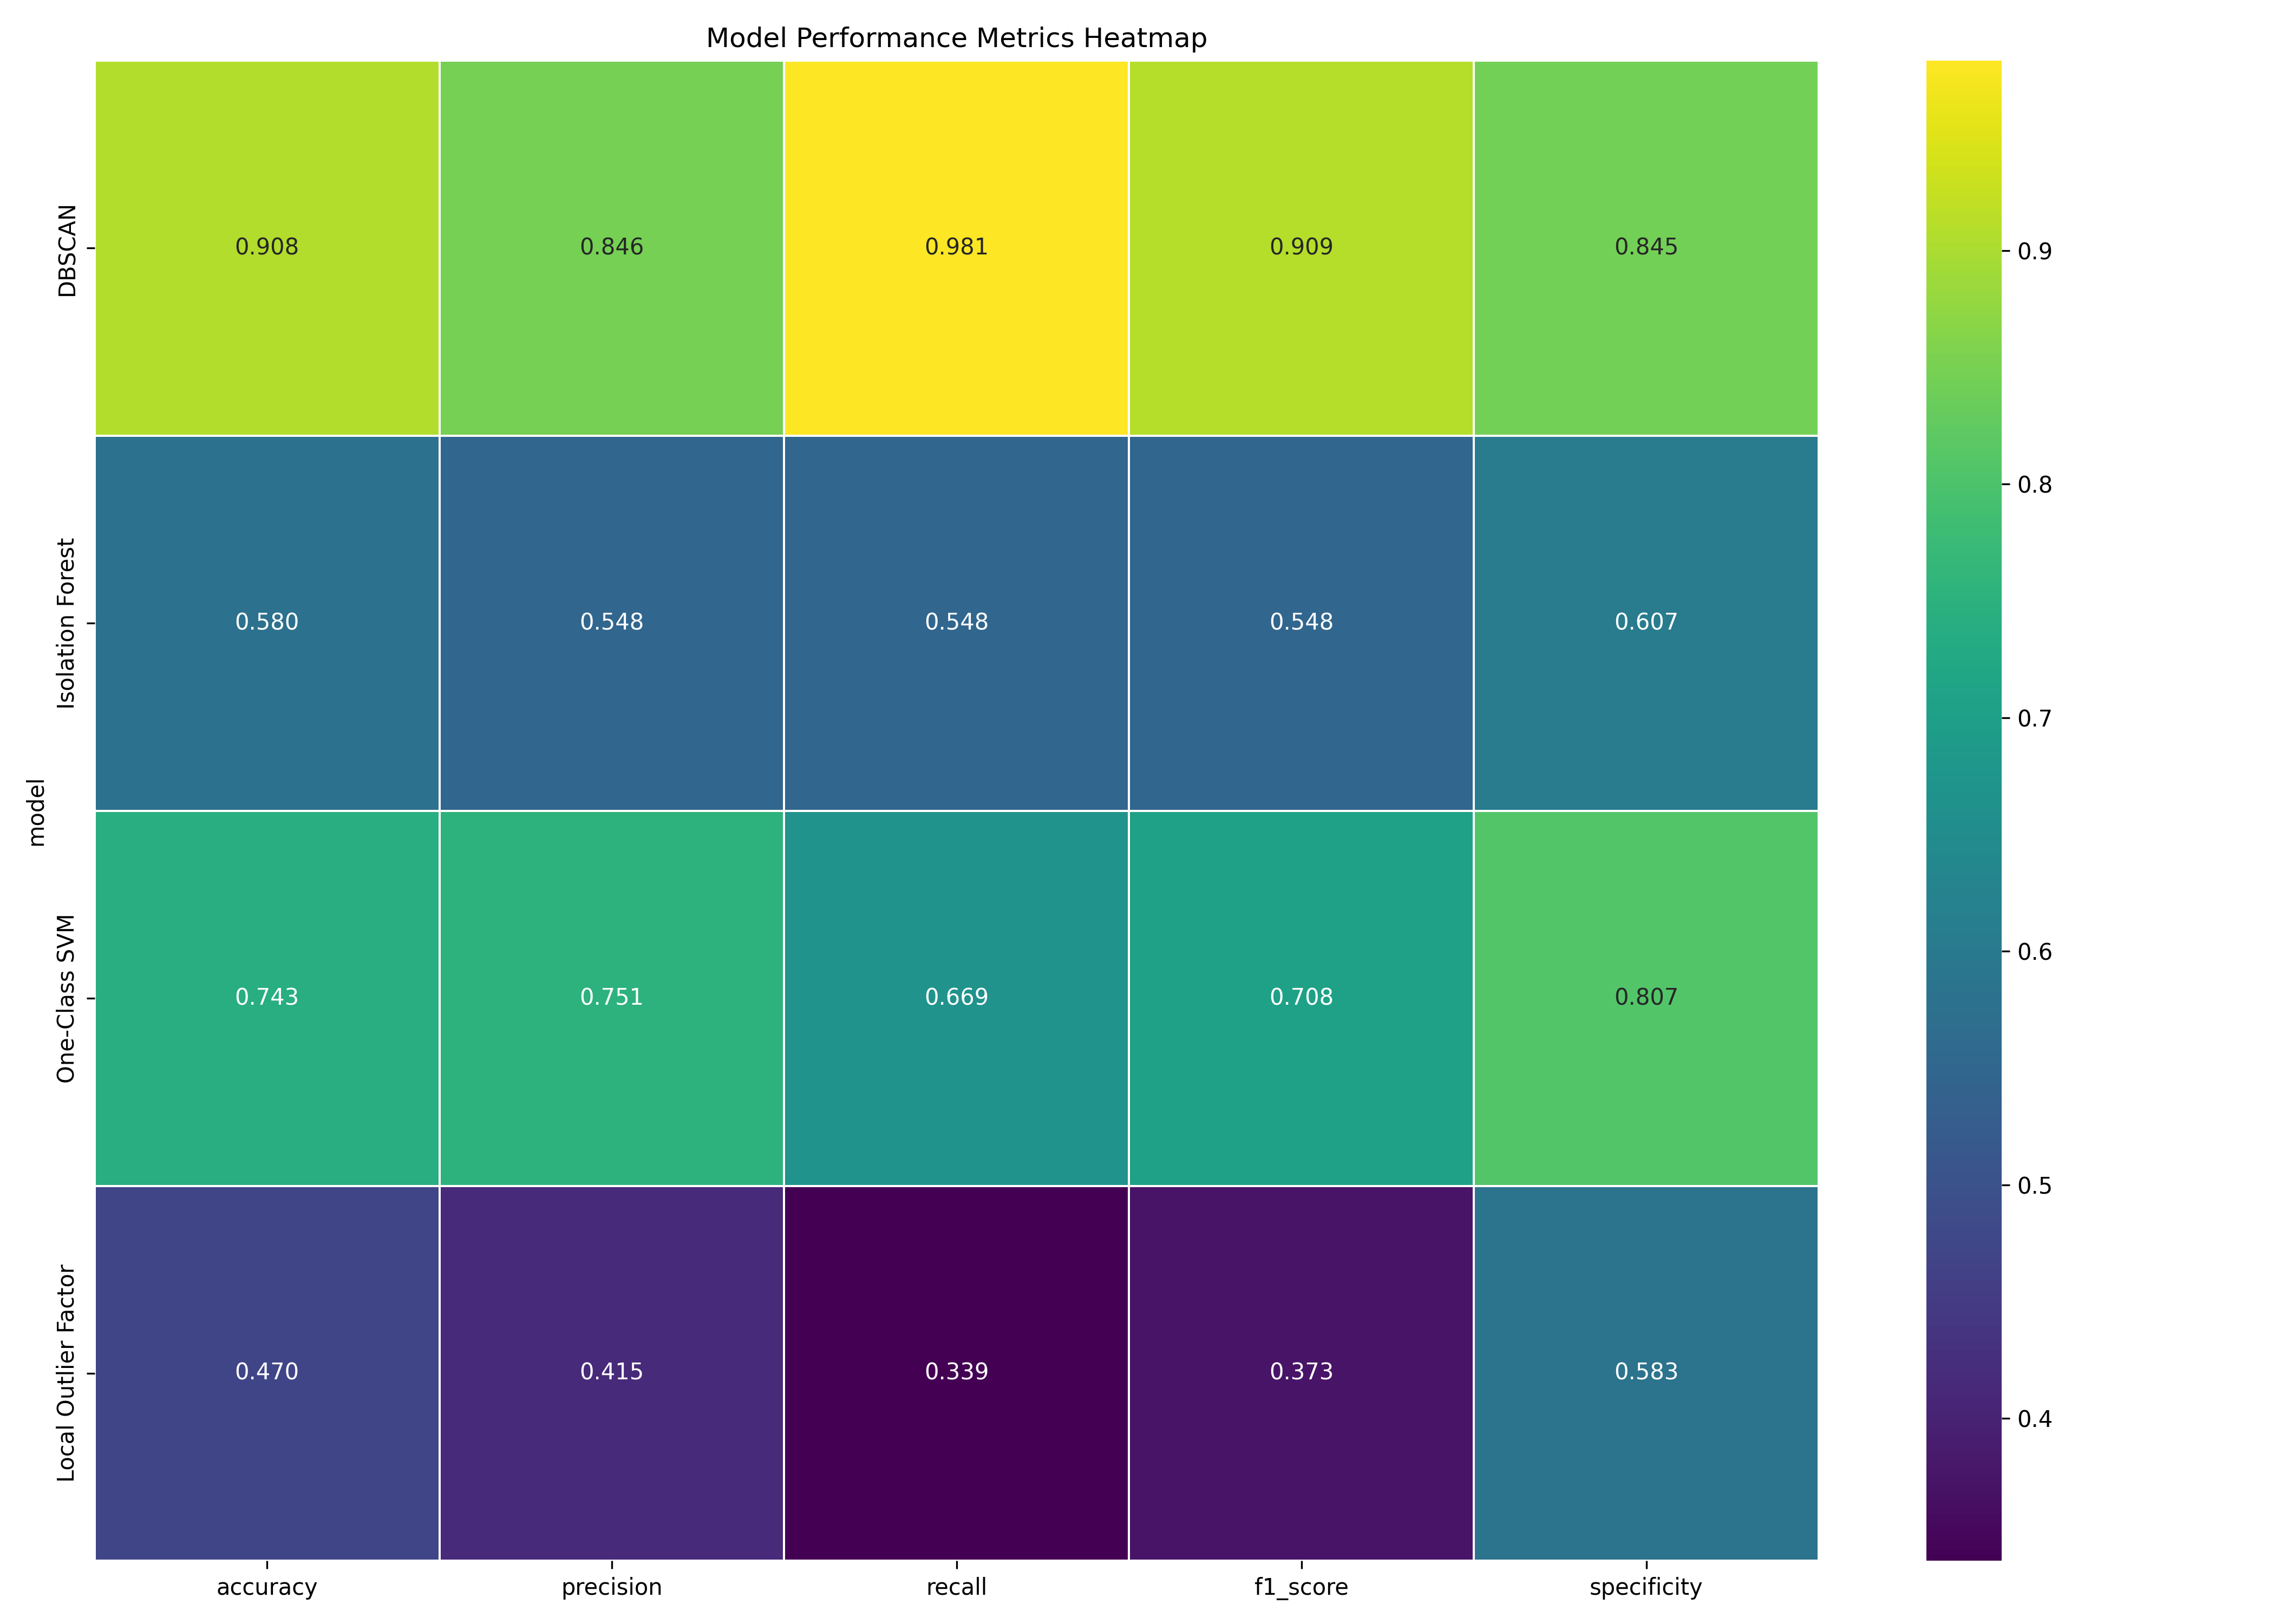 Model Performance Metrics Heatmap
model
DBSCAN
0.908 0.846 0.981 0.909 0.845
Isolation Forest
0.580 0.548 0.548 0.548 0.607
One-Class SVM
0.743 0.751 0.669 0.708 0.807
Local Outlier Factor
0.470 0.415 0.339 0.373 0.583
accuracy precision recall f1_score specificity
0.9
0.8
0.7
0.6
0.5
0.4